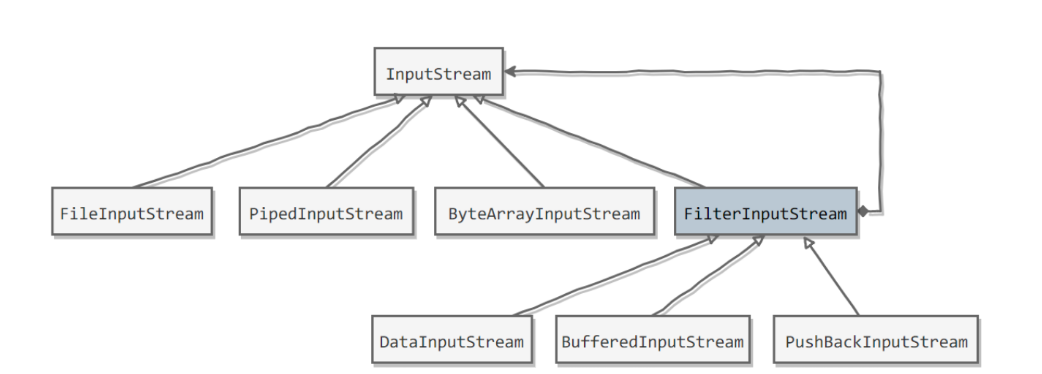 InputStream
FileInputStream
PipedInputStream
ByteArrayInputStream
FilterInputStream
DataInputStream
BufferedInputStream
PushBackInputStream